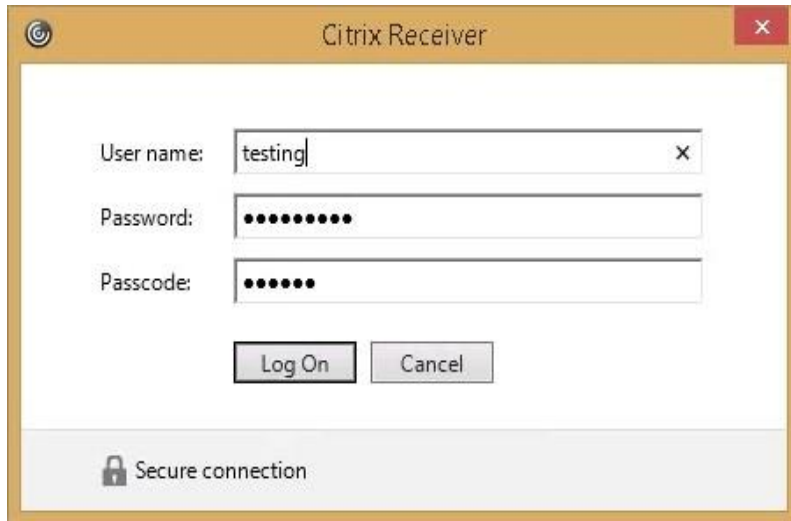 Citrix Receiver
User name: testing
Password: •••••••••
Passcode: ••••••
Log On Cancel
Secure connection